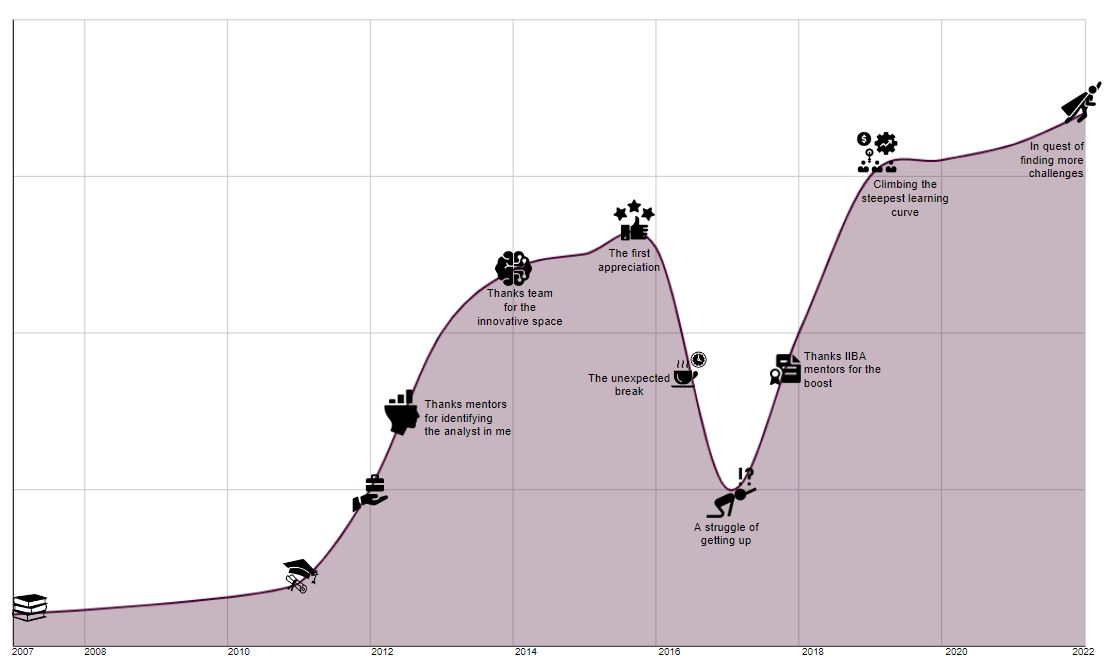 In quest of
finding more
challenges
$
Climbing the
steepest learning
curve
The first
appreciation
Thanks team
for the
innovative space
Thanks IIBA
mentors for the
boost
The unexpected
break
Thanks mentors
for identifying
the analyst in me
!?
A struggle of
getting up
2007 2008 2010 2012 2014 2016 2018 2020 2022